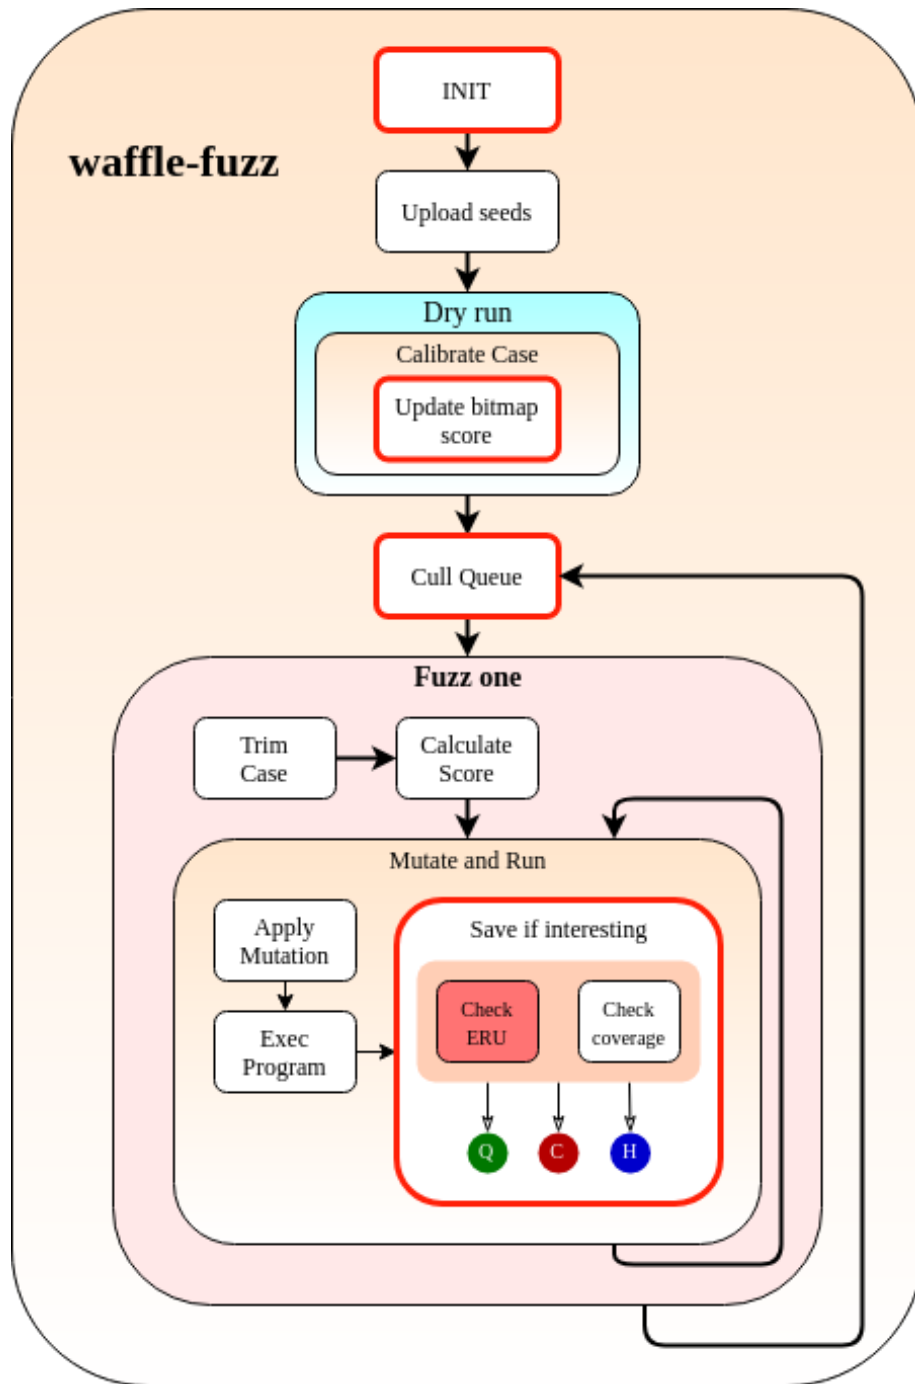 INIT
waffle-fuzz
Upload seeds
Dry run
Calibrate Case
Update bitmap
score
Cull Queue
Fuzz one
Trim
Case
Calculate
Score
Mutate and Run
Apply
Mutation
Save if interesting
Check
ERU
Check
coverage
Exec
Program
Q
C
H